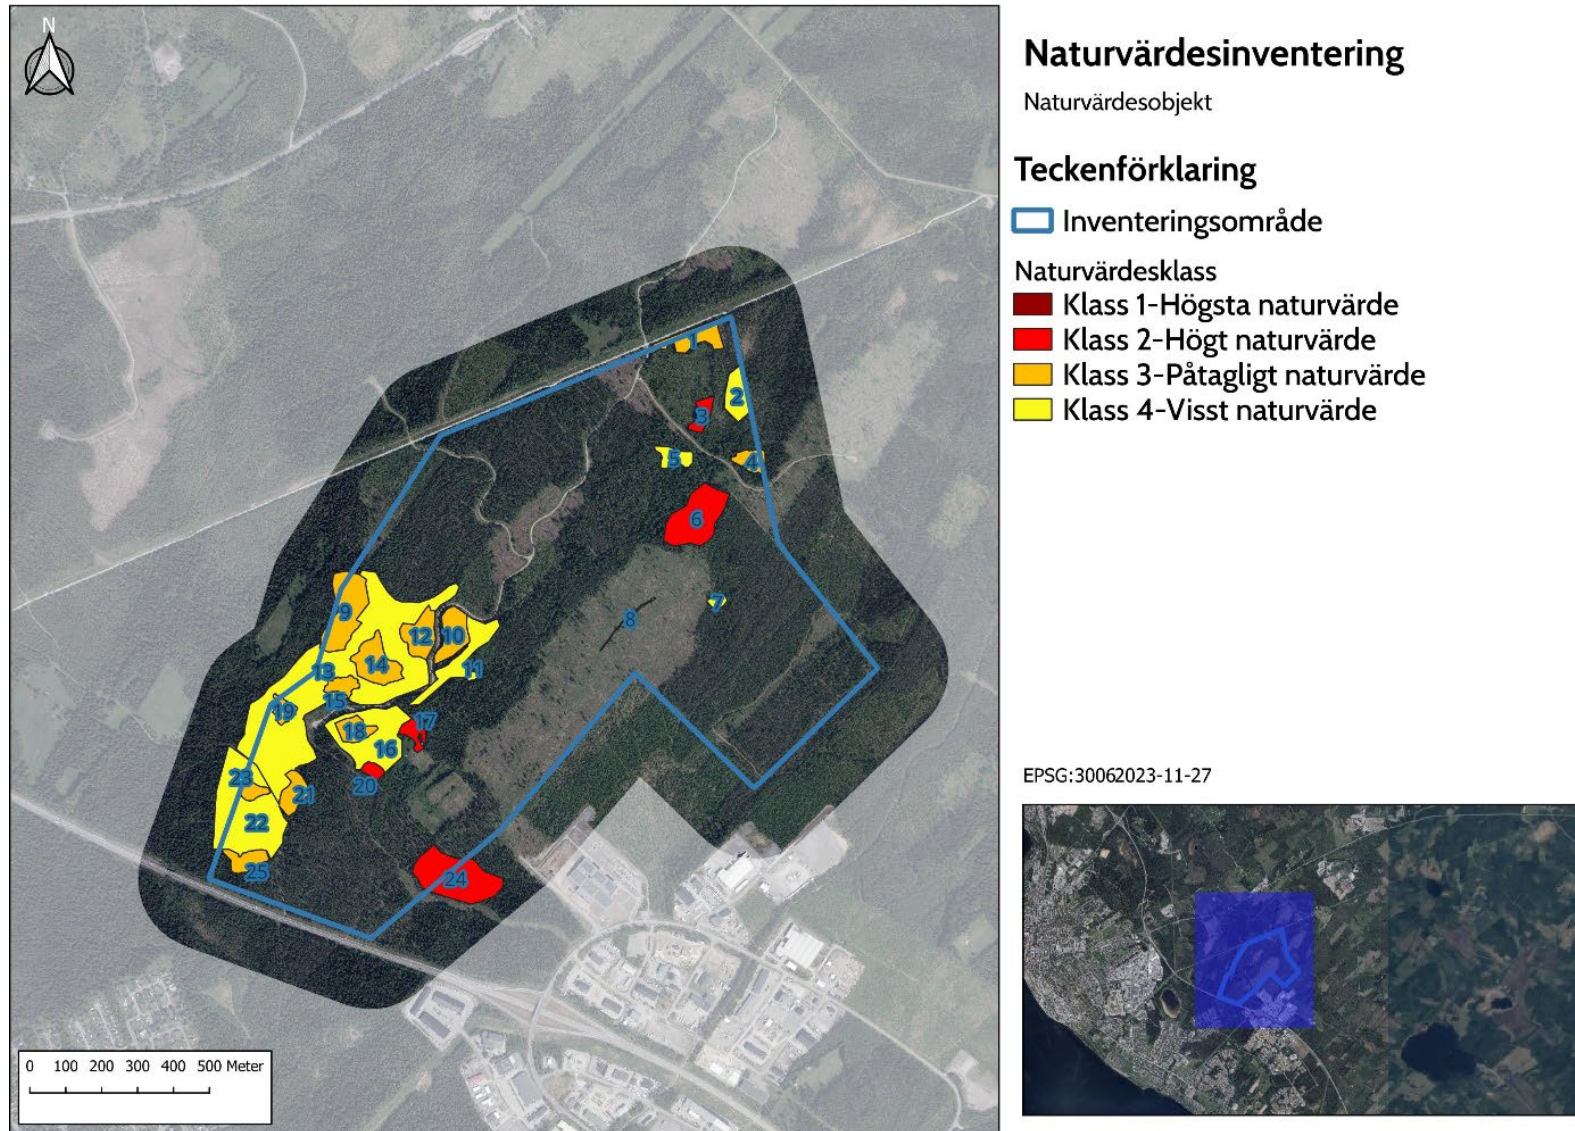 N
Naturvärdesinventering
Naturvärdesobjekt
Teckenförklaring
Inventeringsområde
Naturvärdesklass
Klass 1-Högsta naturvärde
Klass 2-Högt naturvärde
Klass 3-Påtagligt naturvärde
Klass 4-Visst naturvärde
1
2
3
4
5
6
7
8
9
10
11
12
13
14
15
16
17
18
19
20
21
22
23
24
25
EPSG:30062023-11-27
0 100 200 300 400 500 Meter